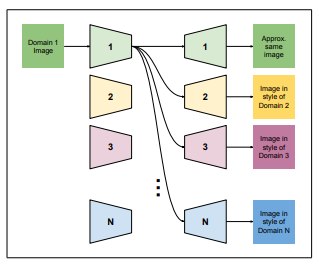 Domain 1
Image
1
1
Approx.
same
image
2
2
Image in
style of
Domain 2
3
3
Image in
style of
Domain 3
N
N
Image in
style of
Domain N